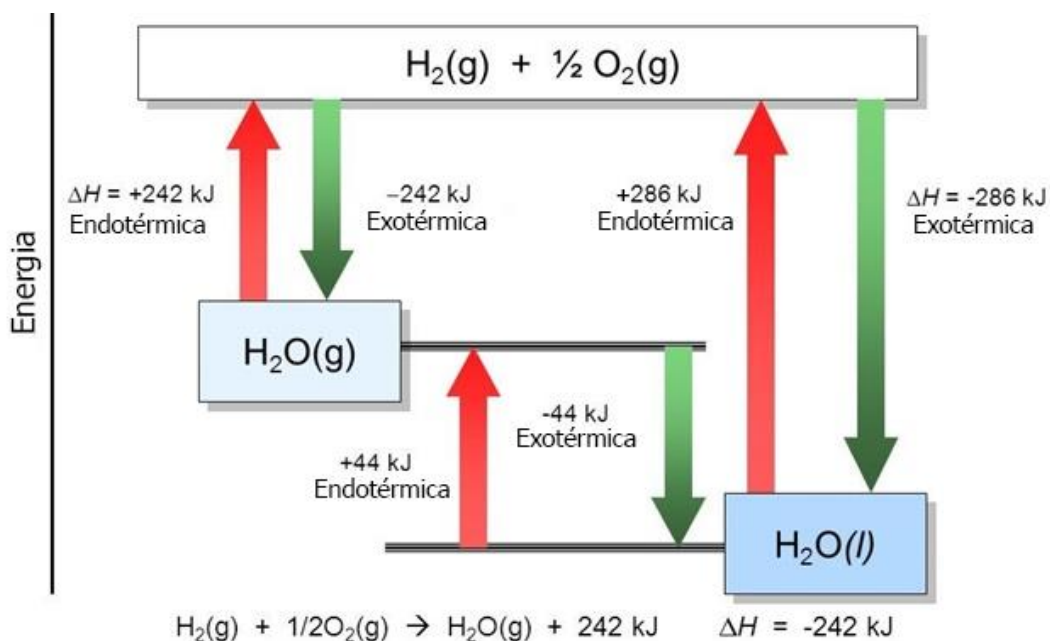 H₂(g) + ½ O₂(g)
ΔH = +242 kJ
Endotérmica
−242 kJ
Exotérmica
+286 kJ
Endotérmica
ΔH = -286 kJ
Exotérmica
Energia
H₂O(g)
-44 kJ
Exotérmica
+44 kJ
Endotérmica
H₂O(l)
H₂(g) + 1/2O₂(g) → H₂O(g) + 242 kJ ΔH = -242 kJ